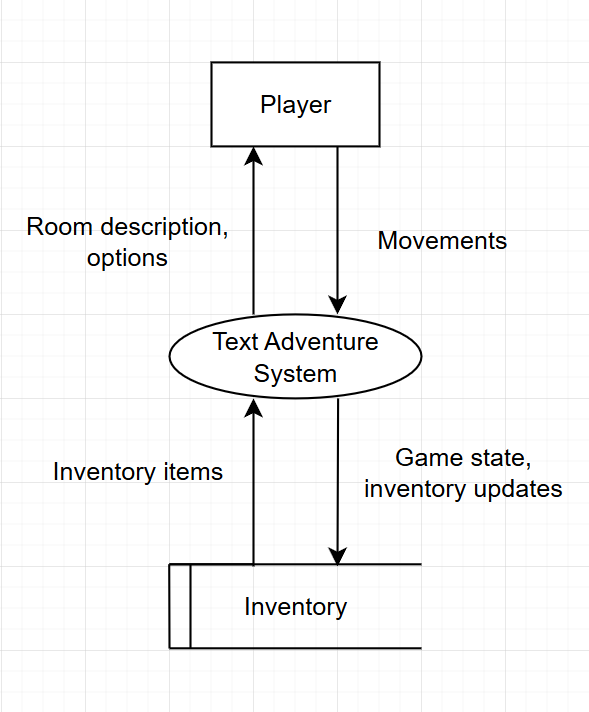 Player
Room description,
options
Movements
Text Adventure
System
Inventory items
Game state,
inventory updates
Inventory